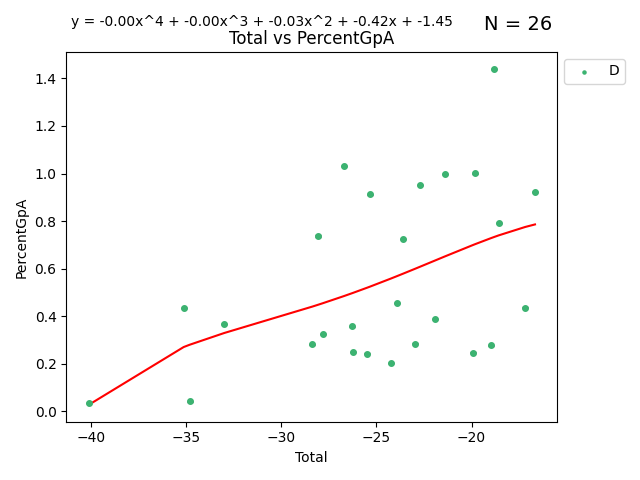 y = -0.00x^4 + -0.00x^3 + -0.03x^2 + -0.42x + -1.45
N = 26
Total vs PercentGpA
D
PercentGpA
1.4
1.2
1.0
0.8
0.6
0.4
0.2
0.0
−40
−35
−30
−25
−20
Total